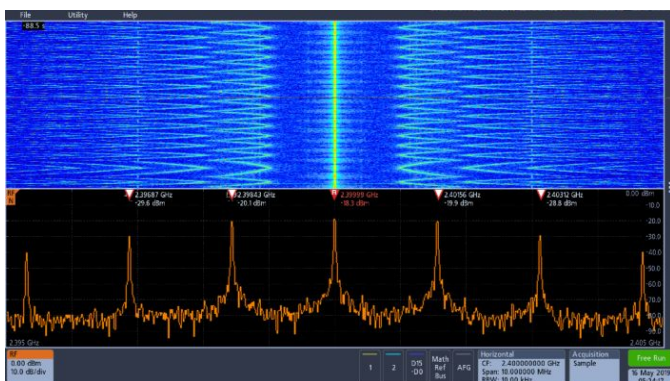 File Utility Help
-88.5 s
2.39687 GHz 2.39843 GHz 2.39999 GHz 2.40156 GHz 2.40312 GHz 0.00 dBm
-29.6 dBm -20.1 dBm -18.3 dBm -19.9 dBm -28.8 dBm -10.0
-20.0
-30.0
-40.0
-50.0
-60.0
-70.0
-80.0
2.395 GHz 2.405 GHz
RF
0.00 dBm
10.0 dB/div
1 2 D15 -D0 Math Ref Bus AFG
Horizontal
CF: 2.400000000 GHz
Span: 10.000000 MHz
RBW: 10.00 kHz
Acquisition
Sample
Free Run
16 May